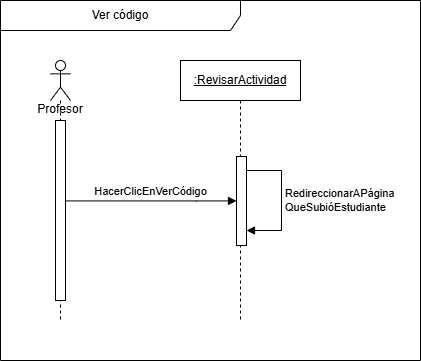 Ver código
:RevisarActividad
Profesor
HacerClicEnVerCódigo
RedireccionarAPágina
QueSubióEstudiante